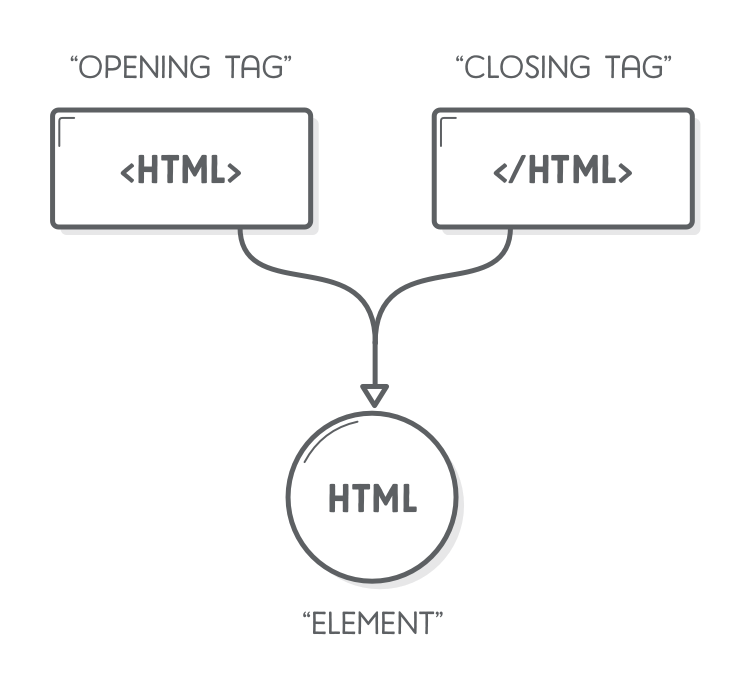 “OPENING TAG”
“CLOSING TAG”
<HTML>
</HTML>
HTML
“ELEMENT”